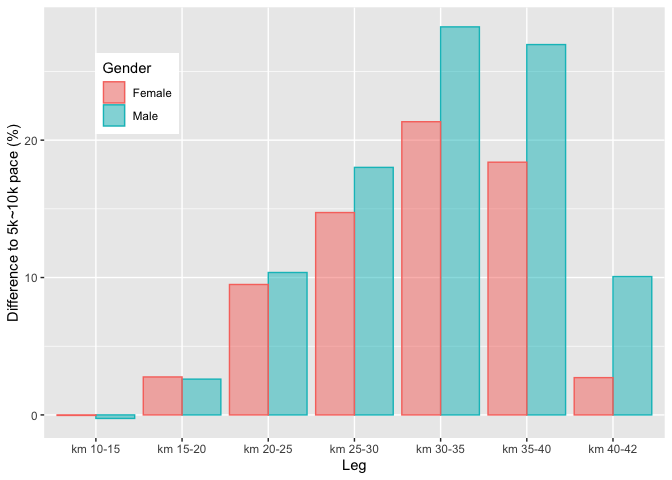 Gender
Female
Male
Difference to 5k~10k pace (%)
20
10
0
km 10-15 km 15-20 km 20-25 km 25-30 km 30-35 km 35-40 km 40-42
Leg